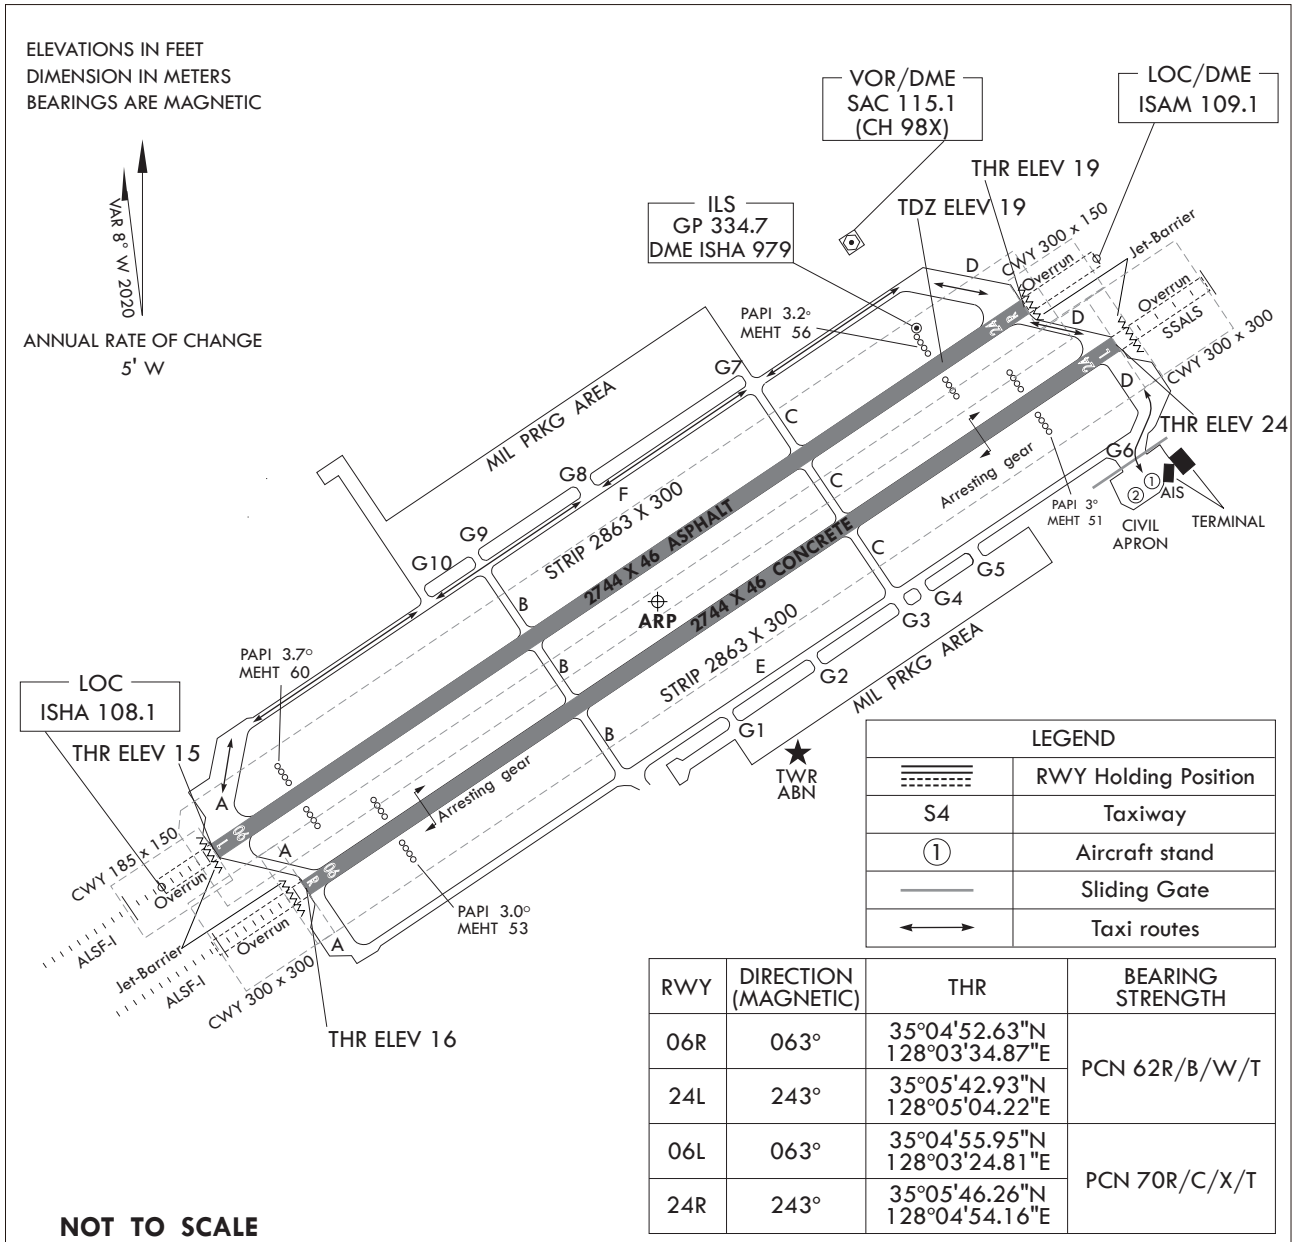 ELEVATIONS IN FEET
DIMENSION IN METERS
BEARINGS ARE MAGNETIC
VAR 8° W 2020
ANNUAL RATE OF CHANGE
5' W
VOR/DME
SAC 115.1
(CH 98X)
LOC/DME
ISAM 109.1
ILS
GP 334.7
DME ISHA 979
THR ELEV 19
TDZ ELEV 19
CWY 300 x 150
Jet-Barrier
Overrun
Overrun
SSALS
CWY 300 x 300
THR ELEV 24
D
D
D
PAPI 3.2°
MEHT 56
24
R
24
L
G7
MIL PRKG AREA
C
C
C
G8
F
G9
G10
STRIP 2863 X 300
2744 X 46 ASPHALT
2744 X 46 CONCRETE
ARP
STRIP 2863 X 300
B
B
B
Arresting gear
PAPI 3°
MEHT 51
G6
1
2
AIS
CIVIL
APRON
TERMINAL
G5
G4
G3
G2
G1
E
MIL PRKG AREA
TWR
ABN
PAPI 3.7°
MEHT 60
LOC
ISHA 108.1
THR ELEV 15
A
A
A
06
L
06
R
Arresting gear
CWY 185 x 150
Overrun
ALSF-I
Jet-Barrier
Overrun
ALSF-I
CWY 300 x 300
PAPI 3.0°
MEHT 53
THR ELEV 16
LEGEND
RWY Holding Position
S4 Taxiway
1 Aircraft stand
Sliding Gate
Taxi routes
RWY DIRECTION (MAGNETIC) THR BEARING STRENGTH
06R 063° 35°04'52.63"N
128°03'34.87"E
PCN 62R/B/W/T
24L 243° 35°05'42.93"N
128°05'04.22"E
06L 063° 35°04'55.95"N
128°03'24.81"E
PCN 70R/C/X/T
24R 243° 35°05'46.26"N
128°04'54.16"E
NOT TO SCALE